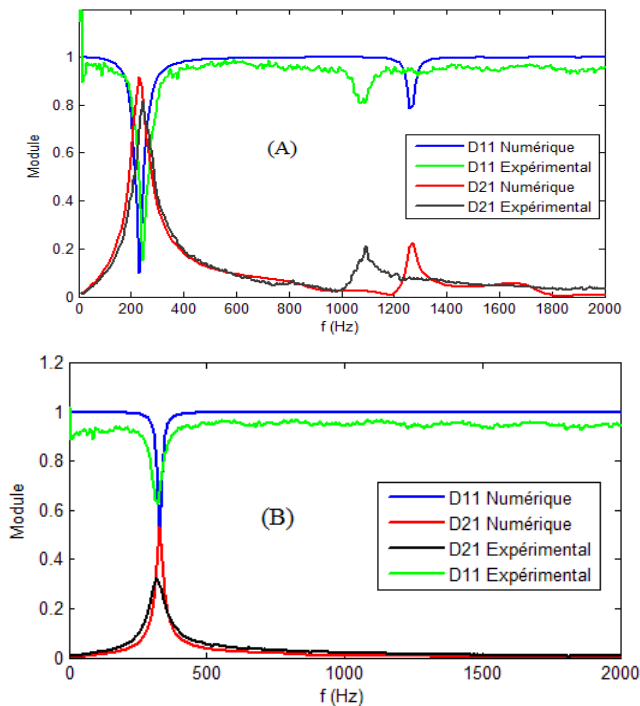 1
0.8
0.6
0.4
0.2
0
Module
(A)
D11 Numérique
D11 Expérimental
D21 Numérique
D21 Expérimental
0 200 400 600 800 1000 1200 1400 1600 1800 2000
f (Hz)
1.2
1
0.8
0.6
0.4
0.2
0
Module
(B)
D11 Numérique
D21 Numérique
D21 Expérimental
D11 Expérimental
0 500 1000 1500 2000
f (Hz)